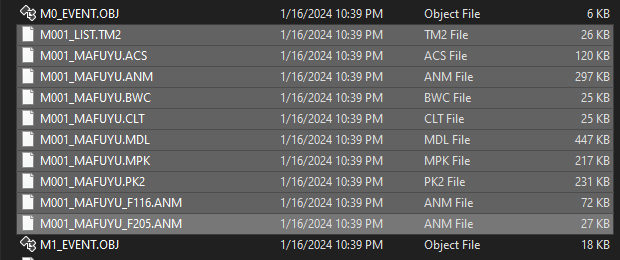 M0_EVENT.OBJ 1/16/2024 10:39 PM Object File 6 KB
M001_LIST.TM2 1/16/2024 10:39 PM TM2 File 26 KB
M001_MAFUYU.ACS 1/16/2024 10:39 PM ACS File 120 KB
M001_MAFUYU.ANM 1/16/2024 10:39 PM ANM File 297 KB
M001_MAFUYU.BWC 1/16/2024 10:39 PM BWC File 25 KB
M001_MAFUYU.CLT 1/16/2024 10:39 PM CLT File 25 KB
M001_MAFUYU.MDL 1/16/2024 10:39 PM MDL File 447 KB
M001_MAFUYU.MPK 1/16/2024 10:39 PM MPK File 217 KB
M001_MAFUYU.PK2 1/16/2024 10:39 PM PK2 File 231 KB
M001_MAFUYU_F116.ANM 1/16/2024 10:39 PM ANM File 72 KB
M001_MAFUYU_F205.ANM 1/16/2024 10:39 PM ANM File 27 KB
M1_EVENT.OBJ 1/16/2024 10:39 PM Object File 18 KB